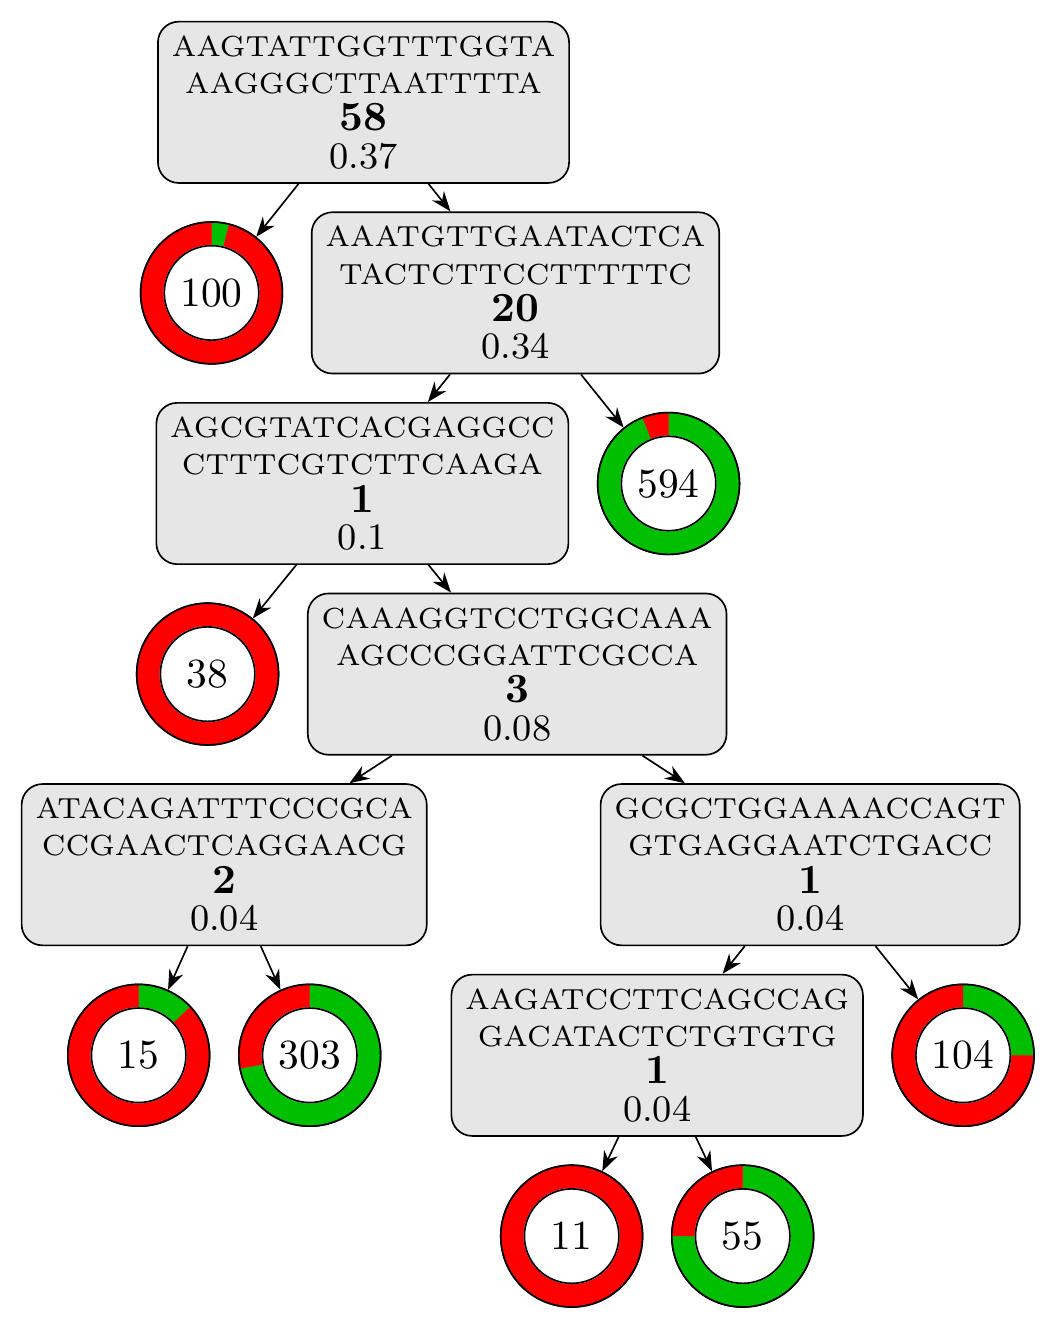 AAGTATTGGTTTGGTA
AAGGGCTTAATTTTA
58
0.37
100
AAATGTTGAATACTCA
TACTCTTCCTTTTTC
20
0.34
AGCGTATCACGAGGCC
CTTTCGTCTTCAAGA
1
0.1
594
38
CAAAGGTCCTGGCAAA
AGCCCGGATTCGCCA
3
0.08
ATACAGATTTCCCGCA
CCGAACTCAGGAACG
2
0.04
GCGCTGGAAAACCAGT
GTGAGGAATCTGACC
1
0.04
15
303
AAGATCCTTCAGCCAG
GACATACTCTGTGTG
1
0.04
104
11
55